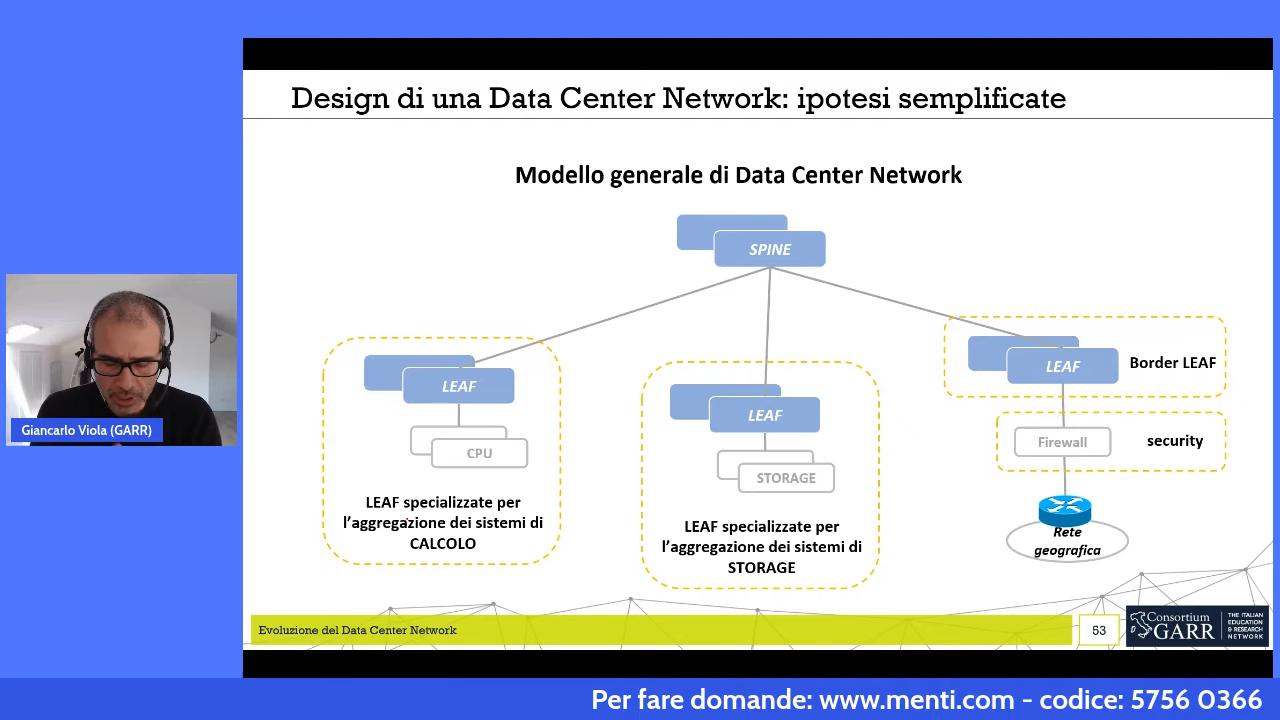 Design di una Data Center Network: ipotesi semplificate
Modello generale di Data Center Network
SPINE
LEAF
CPU
LEAF specializzate per
l'aggregazione dei sistemi di
CALCOLO
LEAF
STORAGE
LEAF specializzate per
l'aggregazione dei sistemi di
STORAGE
LEAF
Border LEAF
Firewall
security
Rete
geografica
Giancarlo Viola (GARR)
Evoluzione del Data Center Network
53
Consortium
GARR
THE ITALIAN
EDUCATION
& RESEARCH
NETWORK
Per fare domande: www.menti.com - codice: 5756 0366